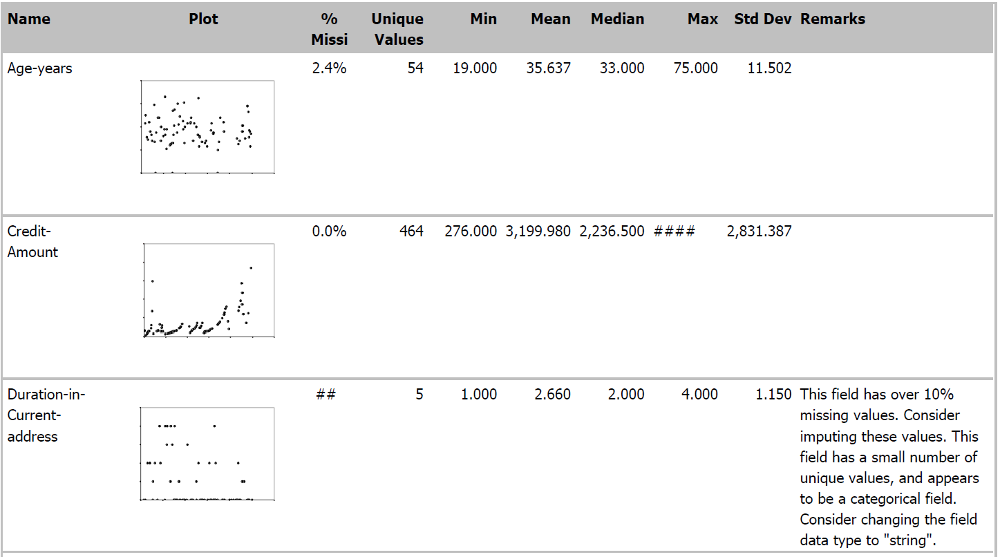 Name Plot % Unique Min Mean Median Max Std Dev Remarks
Missi Values
Age-years 2.4% 54 19.000 35.637 33.000 75.000 11.502
Credit- 0.0% 464 276.000 3,199.980 2,236.500 #### 2,831.387
Amount
Duration-in- ## 5 1.000 2.660 2.000 4.000 1.150 This field has over 10%
Current- missing values. Consider
address imputing these values. This
field has a small number of
unique values, and appears
to be a categorical field.
Consider changing the field
data type to "string".